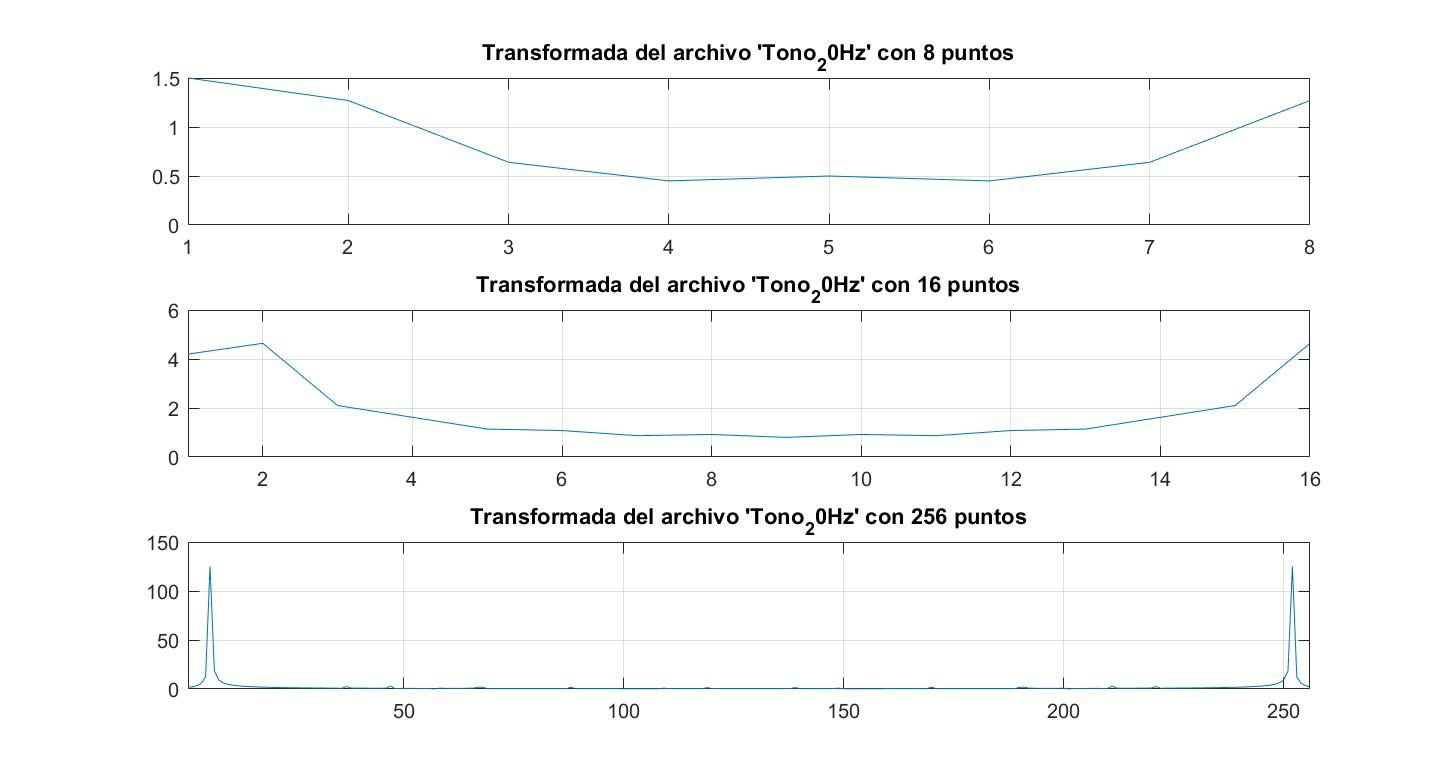 Transformada del archivo 'Tono₂0Hz' con 8 puntos
1.5
1
0.5
0
1 2 3 4 5 6 7 8
Transformada del archivo 'Tono₂0Hz' con 16 puntos
6
4
2
0
2 4 6 8 10 12 14 16
Transformada del archivo 'Tono₂0Hz' con 256 puntos
150
100
50
0
50 100 150 200 250